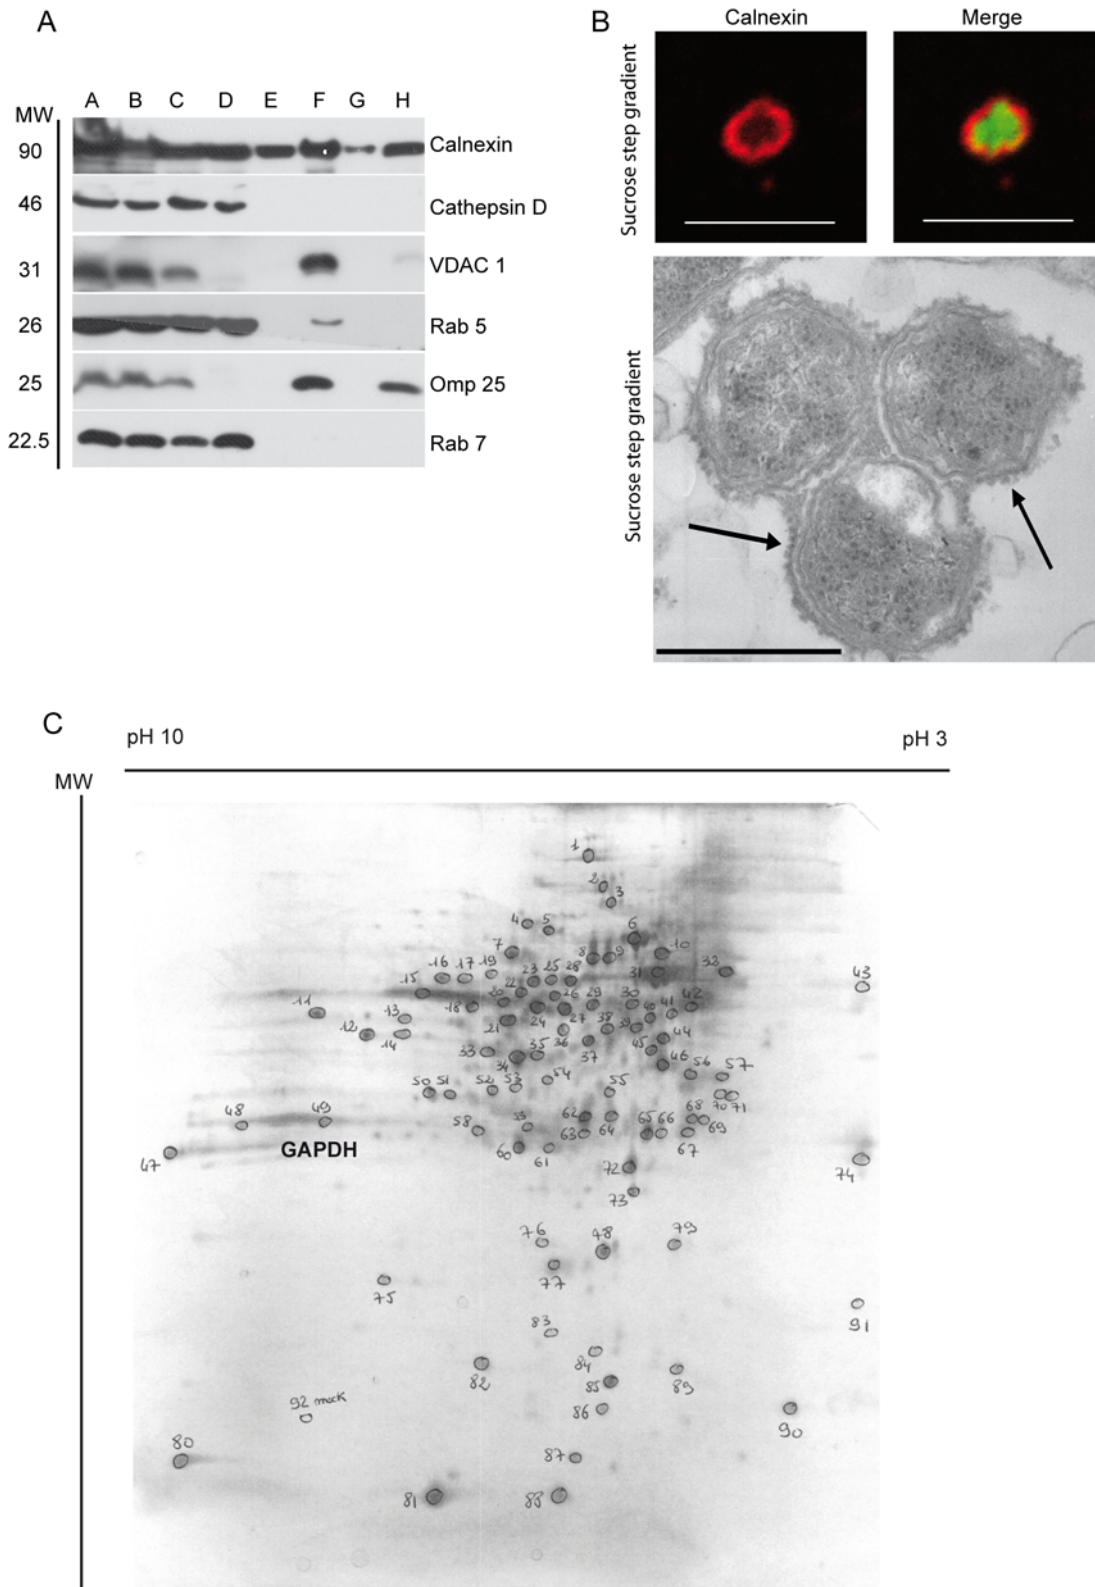 A
B
Calnexin
Merge
Sucrose step gradient
MW
A B C D E F G H
90
Calnexin
46
Cathepsin D
31
VDAC 1
26
Rab 5
25
Omp 25
22.5
Rab 7
Sucrose step gradient
C
pH 10
pH 3
MW
1
2
3
4 5 6
7 8 9 10
16 17 19 23 25 28 31 32 43
15 20 22 26 29 30 40 41 42
11 13 18 21 24 27 38 39
12 14 36 37 44
33 34 35 45 46 56 57
50 51 52 53 54 55 70 71
48 49 58 53 62 64 65 66 68 69
47 GAPDH 60 61 63 67 74
72
73
76 48 79
77
75
91
83
84
82 85 89
92 mock
86 90
80 87
81 88